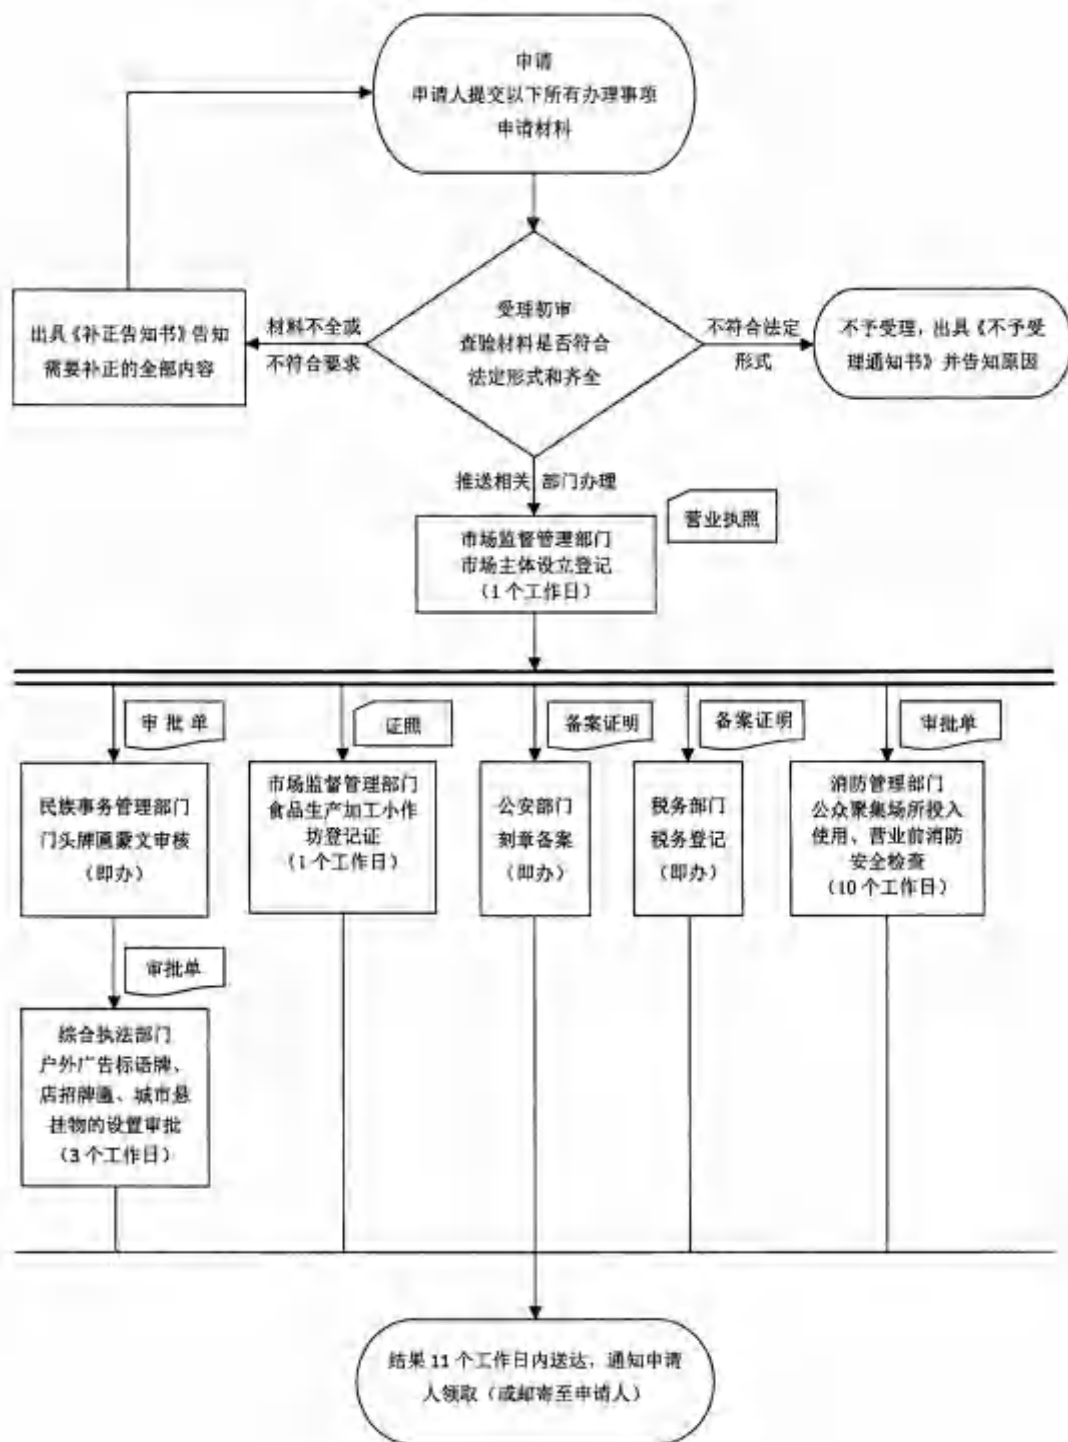 申请
申请人提交以下所有办理事项
申请材料
受理初审
查验材料是否符合
法定形式和齐全
材料不全或
不符合要求
出具《补正告知书》告知
需要补正的全部内容
不符合法定
形式
不予受理，出具《不予受
理通知书》并告知原因
推送相关 部门办理
营业执照
市场监督管理部门
市场主体设立登记
（1 个工作日）
审 批 单
证照
备案证明
备案证明
审批单
民族事务管理部门
门头牌匾蒙文审核
（即办）
市场监督管理部门
食品生产加工小作
坊登记证
（1 个工作日）
公安部门
刻章备案
（即办）
税务部门
税务登记
（即办）
消防管理部门
公众聚集场所投入
使用、营业前消防
安全检查
（10 个工作日）
审批单
综合执法部门
户外广告标语牌、
店招牌匾、城市悬
挂物的设置审批
（3 个工作日）
结果 11 个工作日内送达，通知申请
人领取（或邮寄至申请人）